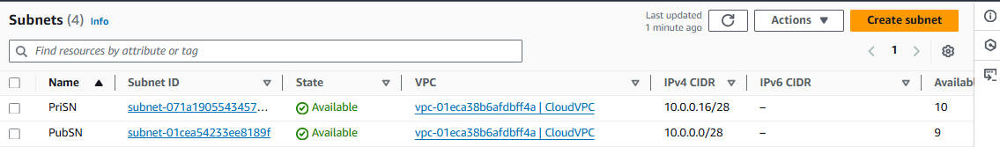 Subnets (4) Info
Last updated
1 minute ago
Actions
Create subnet
Find resources by attribute or tag
1
Name Subnet ID State VPC IPv4 CIDR IPv6 CIDR Availal
PriSN subnet-071a1905543457... Available vpc-01eca38b6afdbff4a | CloudVPC 10.0.0.16/28 – 10
PubSN subnet-01cea54233ee8189f Available vpc-01eca38b6afdbff4a | CloudVPC 10.0.0.0/28 – 9